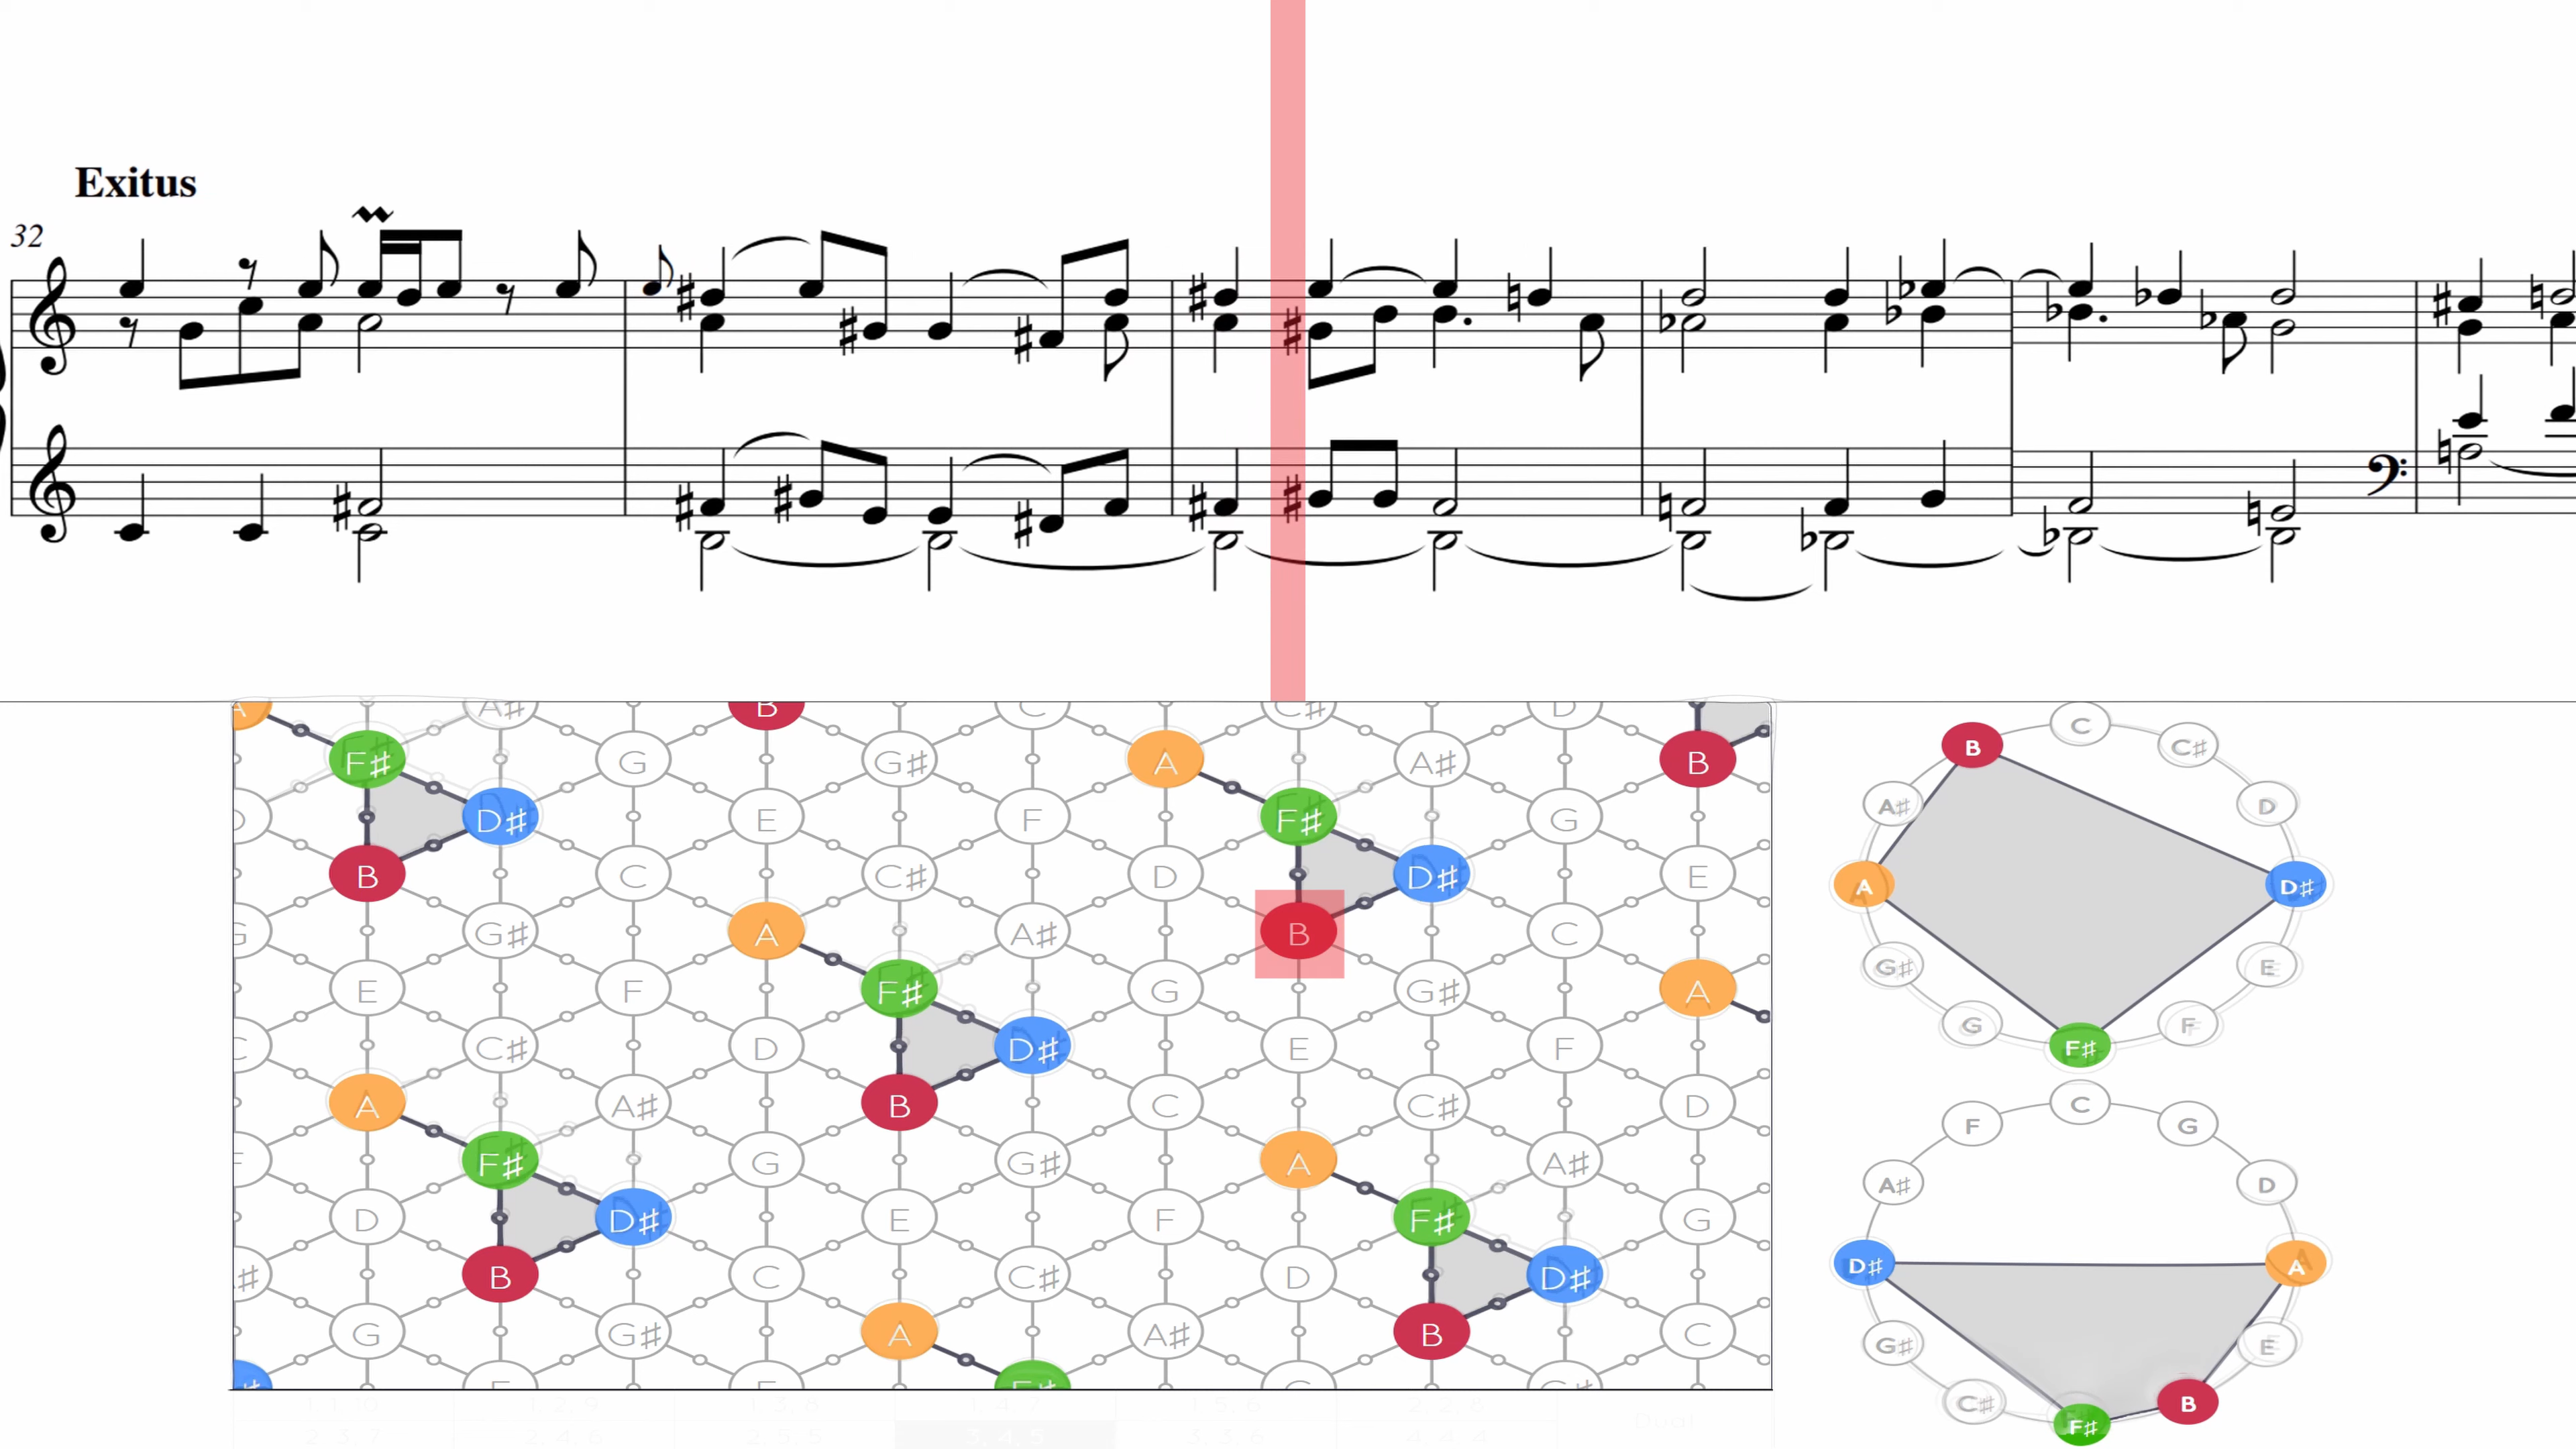 Exitus
32
A A♯ B C C♯ D
F♯ G G♯ A A♯ B
D D♯ E F F♯ G
B C C♯ D D♯ E
G G♯ A A♯ B C
E F F♯ G G♯ A
C C♯ D D♯ E F
A A♯ B C C♯ D
F F♯ G G♯ A A♯
D D♯ E F F♯ G
♯ B C C♯ D D♯
G G♯ A A♯ B C
♯ F♯
C
B C♯
A♯ D
A D♯
G♯ E
G F
F♯
C
F G
A♯ D
D♯ A
G♯ E
C♯ B
F♯